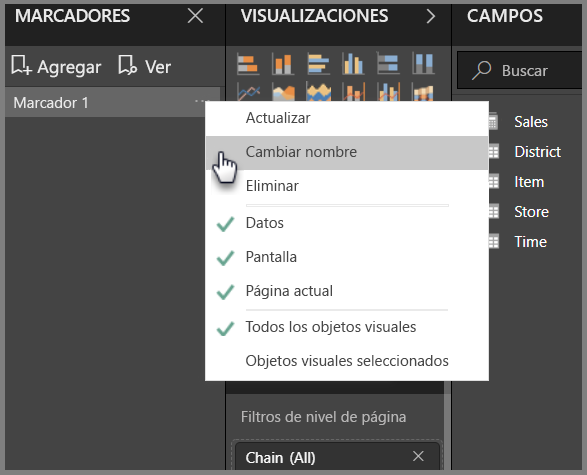 MARCADORES
Agregar
Ver
Marcador 1
VISUALIZACIONES
Actualizar
Cambiar nombre
Eliminar
Datos
Pantalla
Página actual
Todos los objetos visuales
Objetos visuales seleccionados
Filtros de nivel de página
Chain (All)
CAMPOS
Buscar
Sales
District
Item
Store
Time